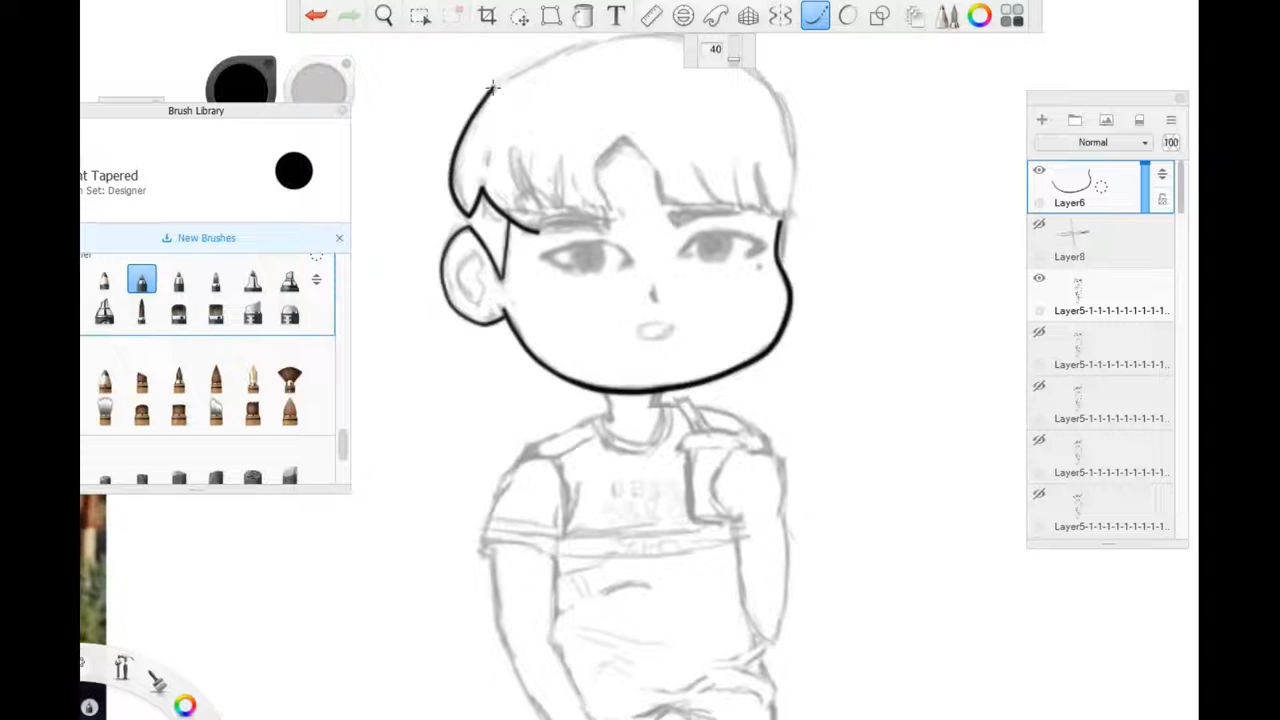 40
Brush Library
nt Tapered
n Set: Designer
New Brushes
Normal
100
Layer6
Layer8
Layer5-1-1-1-1-1-1-1-1..
Layer5-1-1-1-1-1-1-1-1..
Layer5-1-1-1-1-1-1-1-1..
Layer5-1-1-1-1-1-1-1-1..
Layer5-1-1-1-1-1-1-1-1..